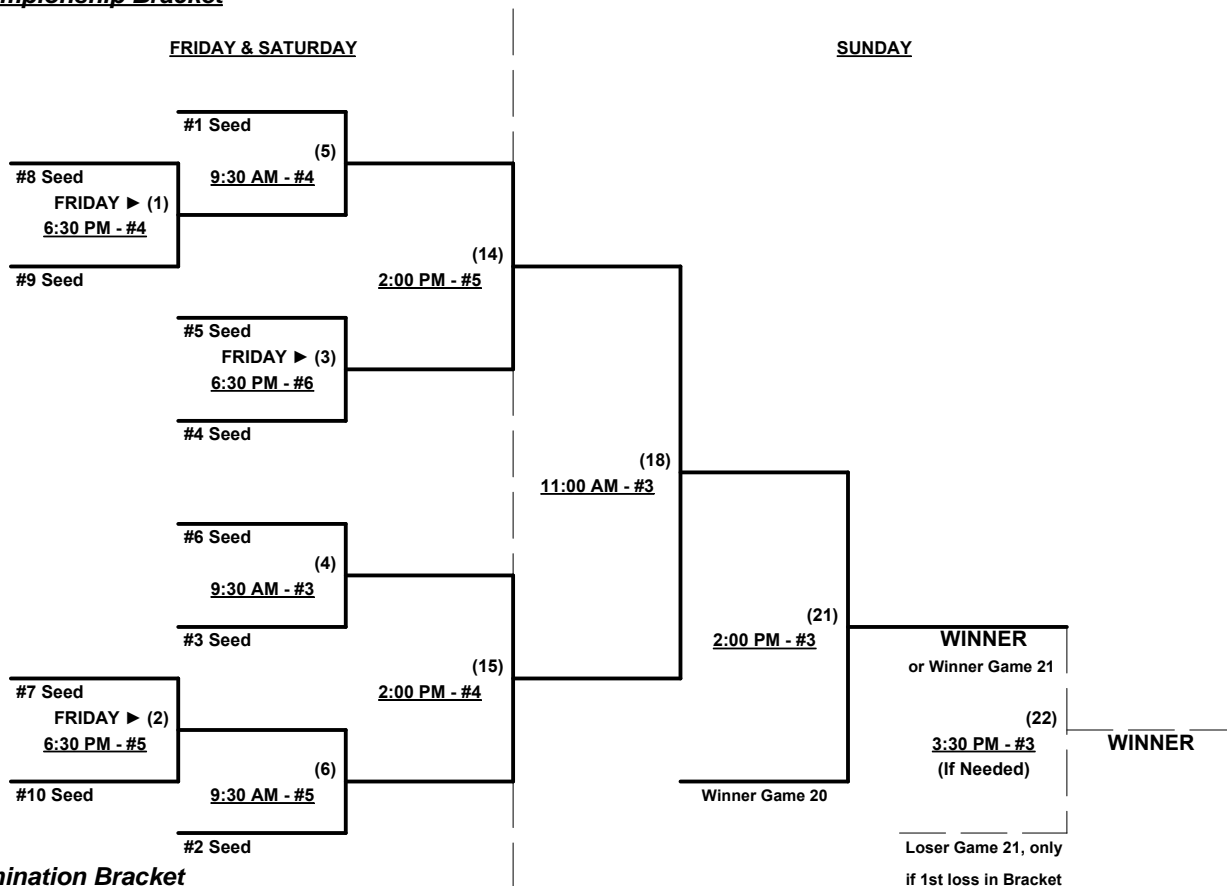 FRIDAY & SATURDAY
SUNDAY
#1 Seed
(5)
9:30 AM - #4
#8 Seed
FRIDAY ► (1)
6:30 PM - #4
#9 Seed
(14)
2:00 PM - #5
#5 Seed
FRIDAY ► (3)
6:30 PM - #6
#4 Seed
(18)
11:00 AM - #3
#6 Seed
(4)
9:30 AM - #3
#3 Seed
(21)
2:00 PM - #3
WINNER
or Winner Game 21
(15)
2:00 PM - #4
#7 Seed
FRIDAY ► (2)
6:30 PM - #5
#10 Seed
(22)
3:30 PM - #3
(If Needed)
WINNER
(6)
9:30 AM - #5
#2 Seed
Winner Game 20
Loser Game 21, only
if 1st loss in Bracket
Bracket